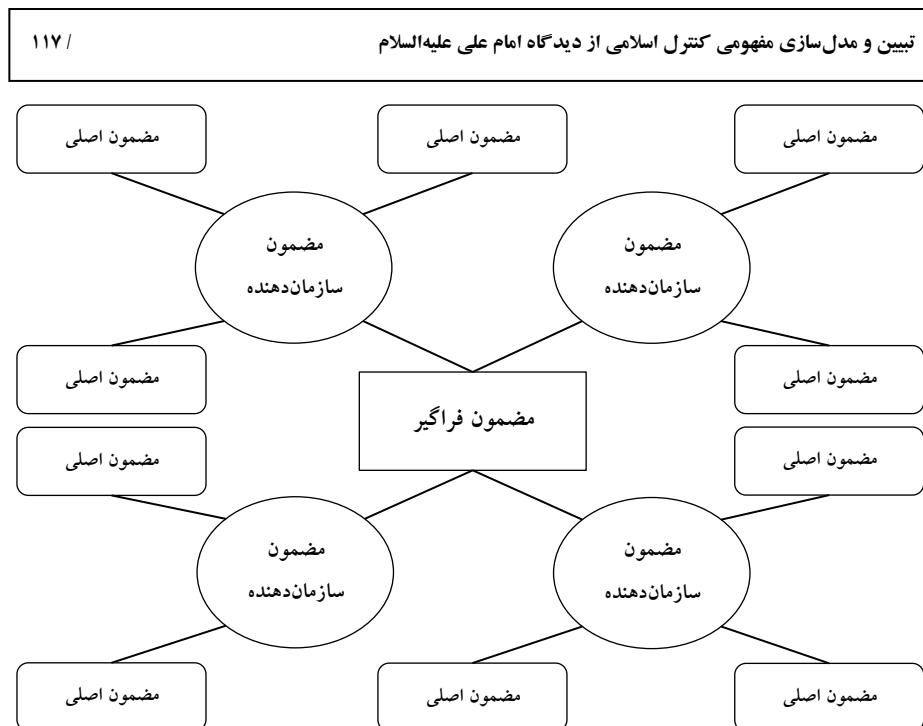 تبیین و مدل‌سازی مفهومی کنترل اسلامی از دیدگاه امام علی علیه‌السلام / ۱۱۷
مضمون اصلی
مضمون اصلی
مضمون اصلی
مضمون
سازمان‌دهنده
مضمون
سازمان‌دهنده
مضمون اصلی
مضمون اصلی
مضمون فراگیر
مضمون اصلی
مضمون اصلی
مضمون
سازمان‌دهنده
مضمون
سازمان‌دهنده
مضمون اصلی
مضمون اصلی
مضمون اصلی